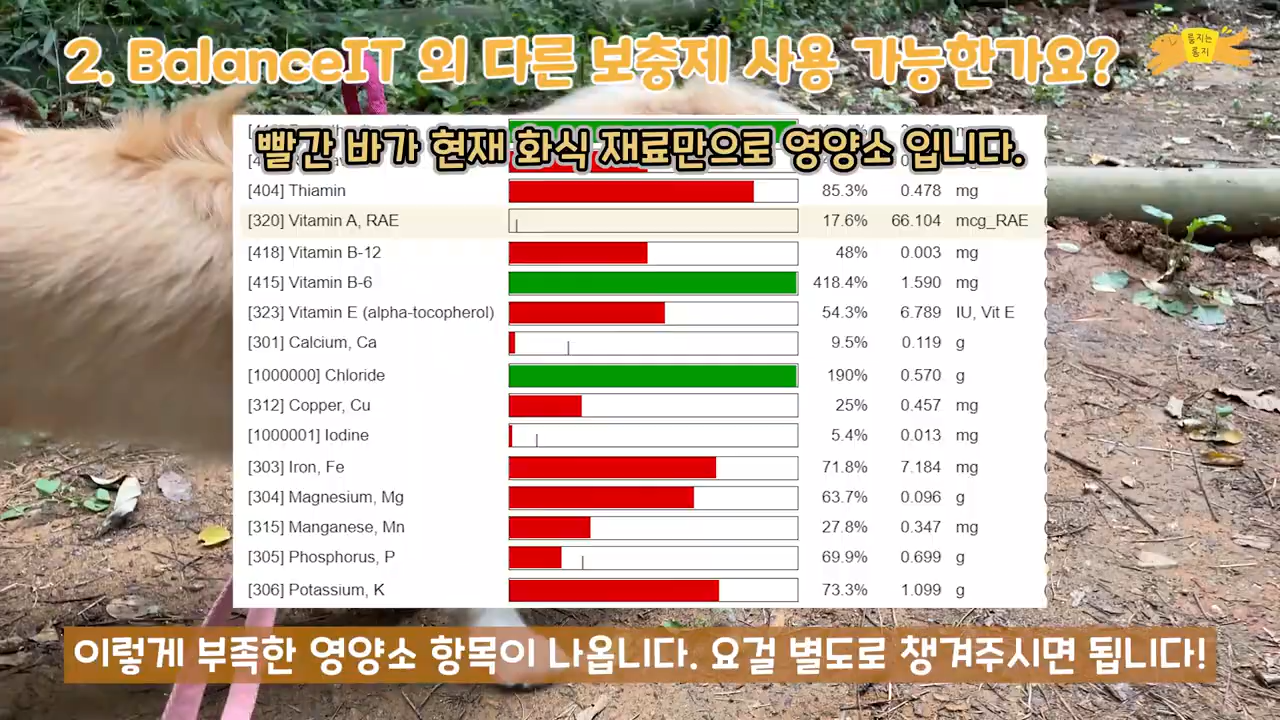 2. BalanceIT 외 다른 보충제 사용 가능한가요?
롱지는
롱지
빨간 바가 현재 화식 재료만으로 영양소 입니다.
[404] Thiamin 85.3% 0.478 mg
[320] Vitamin A, RAE 17.6% 66.104 mcg_RAE
[418] Vitamin B-12 48% 0.003 mg
[415] Vitamin B-6 418.4% 1.590 mg
[323] Vitamin E (alpha-tocopherol) 54.3% 6.789 IU, Vit E
[301] Calcium, Ca 9.5% 0.119 g
[1000000] Chloride 190% 0.570 g
[312] Copper, Cu 25% 0.457 mg
[1000001] Iodine 5.4% 0.013 mg
[303] Iron, Fe 71.8% 7.184 mg
[304] Magnesium, Mg 63.7% 0.096 g
[315] Manganese, Mn 27.8% 0.347 mg
[305] Phosphorus, P 69.9% 0.699 g
[306] Potassium, K 73.3% 1.099 g
이렇게 부족한 영양소 항목이 나옵니다. 요걸 별도로 챙겨주시면 됩니다!